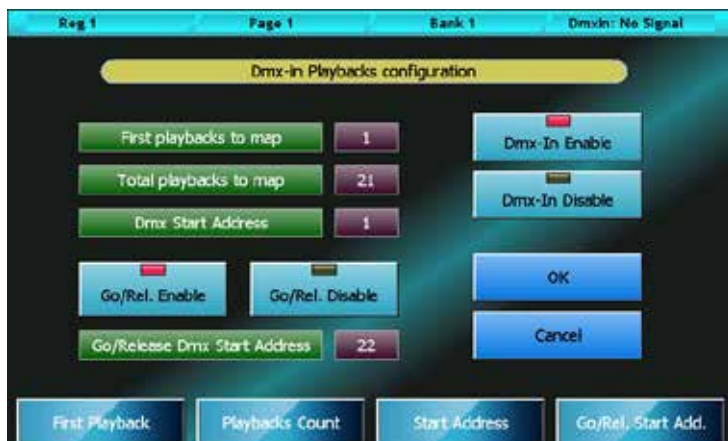 Reg 1 Page 1 Bank 1 Dmxin: No Signal
Dmx-in Playbacks configuration
First playbacks to map 1
Dmx-In Enable
Total playbacks to map 21
Dmx-In Disable
Dmx Start Address 1
Go/Rel. Enable Go/Rel. Disable
OK
Go/Release Dmx Start Address 22
Cancel
First Playback Playbacks Count Start Address Go/Rel. Start Add.